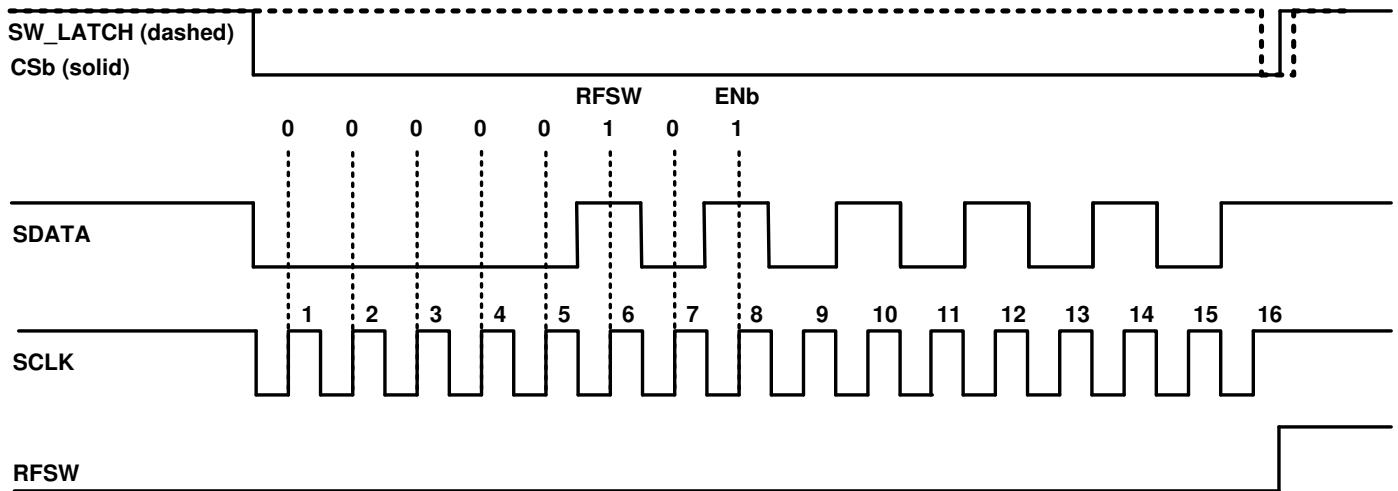 SW_LATCH (dashed)
CSb (solid)
RFSW ENb
0 0 0 0 0 1 0 1
SDATA
1 2 3 4 5 6 7 8 9 10 11 12 13 14 15 16
SCLK
RFSW